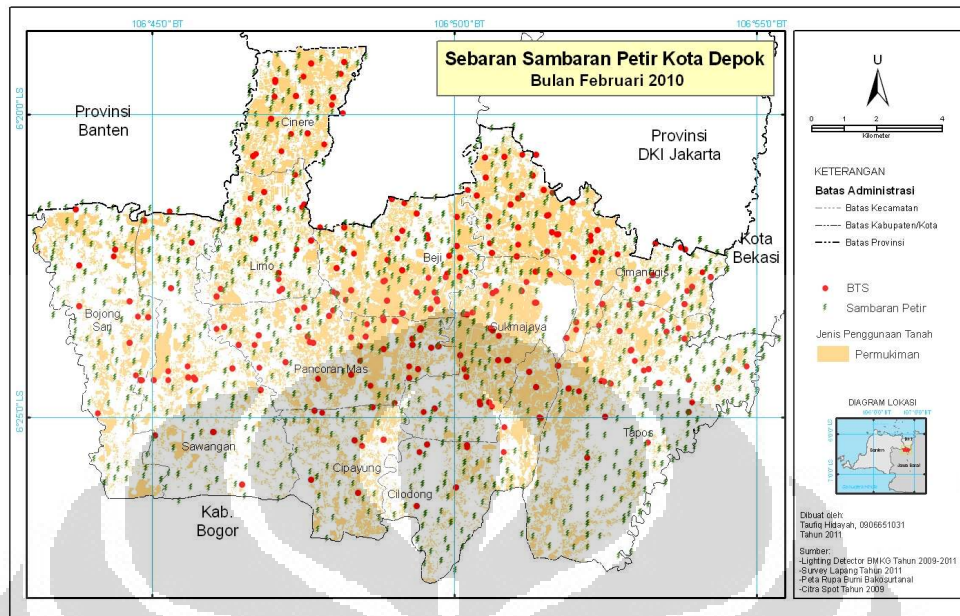 106°45'0"BT
106°50'0"BT
106°55'0"BT
Sebaran Sambaran Petir Kota Depok
Bulan Februari 2010
6°20'0"LS
6°25'0"LS
Provinsi
Banten
Cinere
Provinsi
DKI Jakarta
Kota
Bekasi
Limo
Beji
Cimanggis
Bojong
Sari
Sukmajaya
Pancoran Mas
Sawangan
Cipayung
Cilodong
Tapos
Kab.
Bogor
U
0 1 2 4
Kilometer
KETERANGAN
Batas Administrasi
Batas Kecamatan
Batas Kabupaten/Kota
Batas Provinsi
BTS
Sambaran Petir
Jenis Penggunaan Tanah
Permukiman
DIAGRAM LOKASI
Banten
Jawa Barat
Dibuat oleh:
Taufiq Hidayah, 0906651031
Tahun 2011
Sumber:
-Lighting Detector BMKG Tahun 2009-2011
-Survey Lapang Tahun 2011
-Peta Rupa Bumi Bakosurtanal
-Citra Spot Tahun 2009